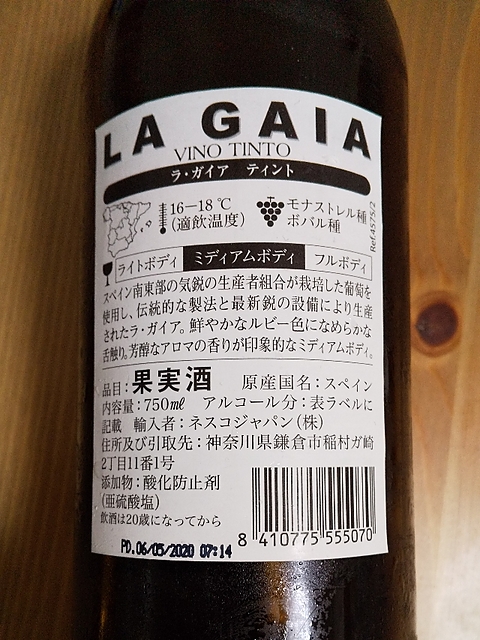 LA GAIA
VINO TINTO
ラ・ガイア ティント
16−18℃
(適飲温度)
モナストレル種
ボバル種
Ref.4575/2
ライトボディ ミディアムボディ フルボディ
スペイン南東部の気鋭の生産者組合が栽培した葡萄を
使用し、伝統的な製法と最新鋭の設備により生産
されたラ・ガイア。鮮やかなルビー色になめらかな
舌触り。芳醇なアロマの香りが印象的なミディアムボディ。
品目:果実酒 原産国名:スペイン
内容量:750mℓ アルコール分:表ラベルに
記載 輸入者:ネスコジャパン(株)
住所及び引取先:神奈川県鎌倉市稲村ガ崎
2丁目11番1号
添加物:酸化防止剤
(亜硫酸塩)
飲酒は20歳になってから
8 410775 555070
PD.06/05/2020 07:14